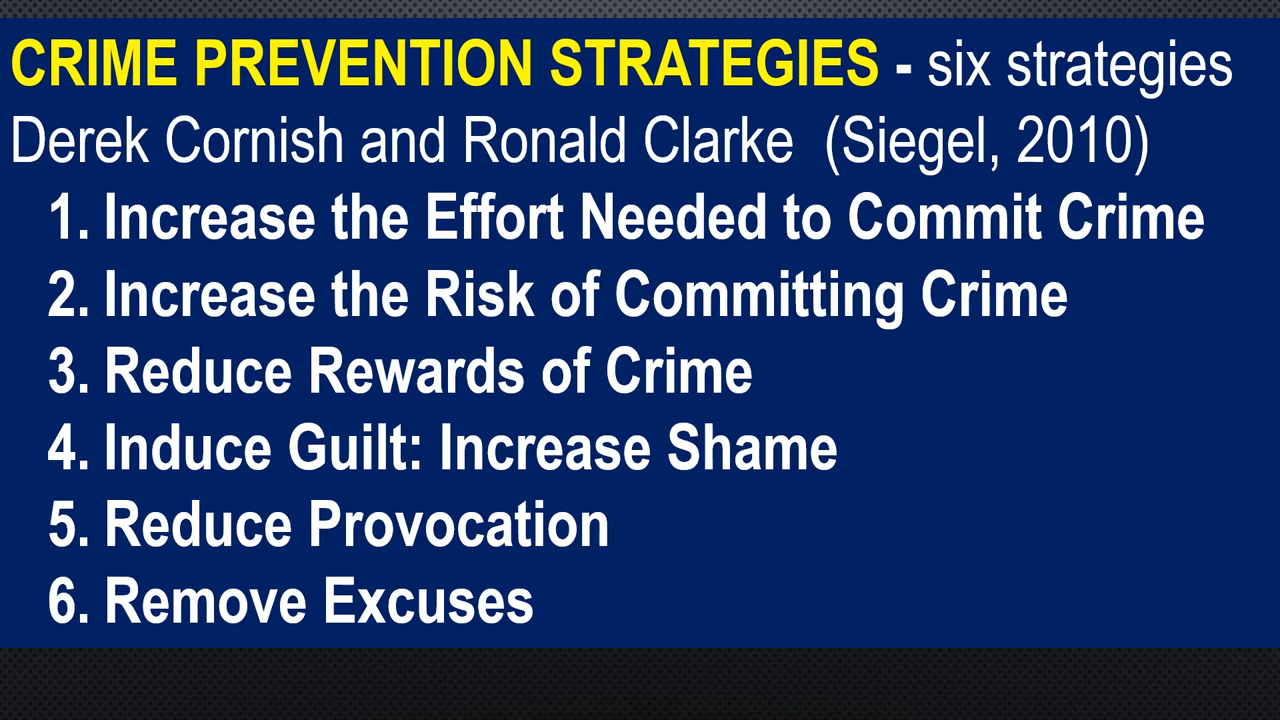 CRIME PREVENTION STRATEGIES - six strategies
Derek Cornish and Ronald Clarke (Siegel, 2010)
1. Increase the Effort Needed to Commit Crime
2. Increase the Risk of Committing Crime
3. Reduce Rewards of Crime
4. Induce Guilt: Increase Shame
5. Reduce Provocation
6. Remove Excuses